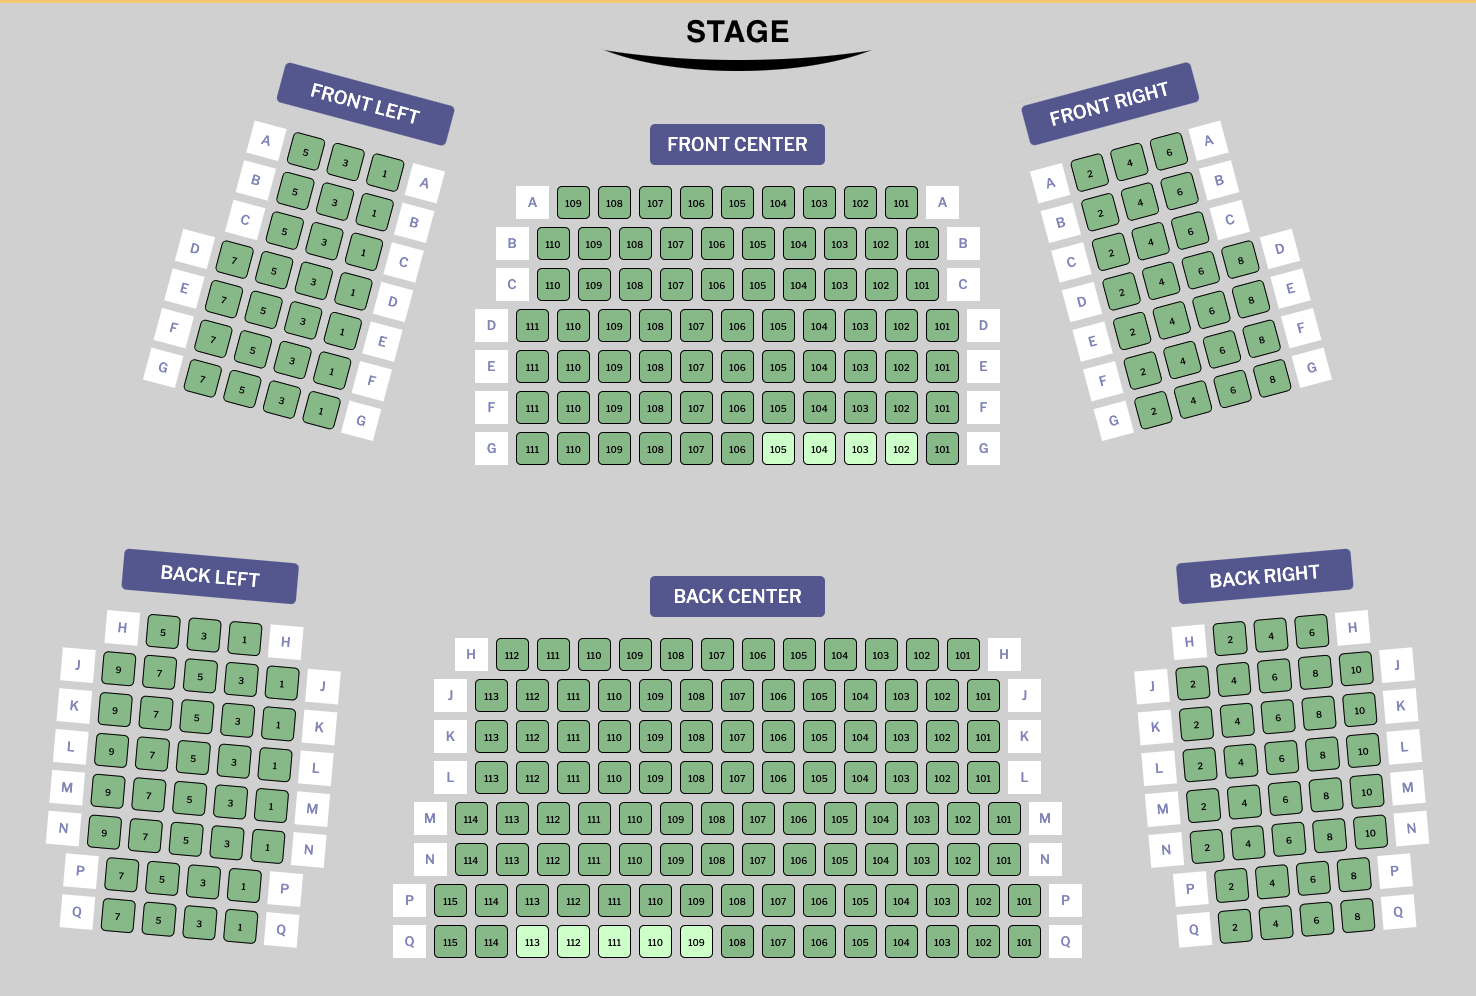 STAGE
FRONT LEFT
A 5 3 1 A
B 5 3 1 B
C 5 3 1 C
D 7 5 3 1 D
E 7 5 3 1 E
F 7 5 3 1 F
G 7 5 3 1 G
FRONT CENTER
A 109 108 107 106 105 104 103 102 101 A
B 110 109 108 107 106 105 104 103 102 101 B
C 110 109 108 107 106 105 104 103 102 101 C
D 111 110 109 108 107 106 105 104 103 102 101 D
E 111 110 109 108 107 106 105 104 103 102 101 E
F 111 110 109 108 107 106 105 104 103 102 101 F
G 111 110 109 108 107 106 105 104 103 102 101 G
FRONT RIGHT
A 2 4 6 A
B 2 4 6 B
C 2 4 6 C
D 2 4 6 8 D
E 2 4 6 8 E
F 2 4 6 8 F
G 2 4 6 8 G
BACK LEFT
H 5 3 1 H
J 9 7 5 3 1 J
K 9 7 5 3 1 K
L 9 7 5 3 1 L
M 9 7 5 3 1 M
N 9 7 5 3 1 N
P 7 5 3 1 P
Q 7 5 3 1 Q
BACK CENTER
H 112 111 110 109 108 107 106 105 104 103 102 101 H
J 113 112 111 110 109 108 107 106 105 104 103 102 101 J
K 113 112 111 110 109 108 107 106 105 104 103 102 101 K
L 113 112 111 110 109 108 107 106 105 104 103 102 101 L
M 114 113 112 111 110 109 108 107 106 105 104 103 102 101 M
N 114 113 112 111 110 109 108 107 106 105 104 103 102 101 N
P 115 114 113 112 111 110 109 108 107 106 105 104 103 102 101 P
Q 115 114 113 112 111 110 109 108 107 106 105 104 103 102 101 Q
BACK RIGHT
H 2 4 6 H
J 2 4 6 8 10 J
K 2 4 6 8 10 K
L 2 4 6 8 10 L
M 2 4 6 8 10 M
N 2 4 6 8 10 N
P 2 4 6 8 P
Q 2 4 6 8 Q